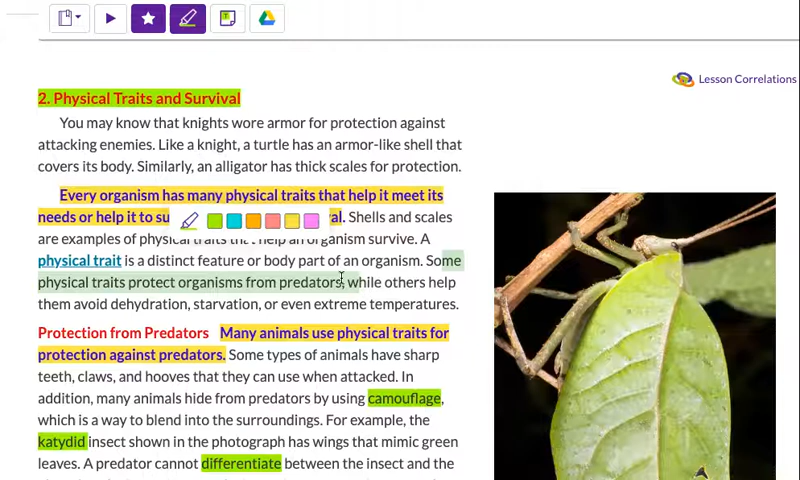 Lesson Correlations
2. Physical Traits and Survival
You may know that knights wore armor for protection against
attacking enemies. Like a knight, a turtle has an armor-like shell that
covers its body. Similarly, an alligator has thick scales for protection.
Every organism has many physical traits that help it meet its
needs or help it to su al. Shells and scales
are examples of physical traits that help an organism survive. A
physical trait is a distinct feature or body part of an organism. Some
physical traits protect organisms from predators, while others help
them avoid dehydration, starvation, or even extreme temperatures.
Protection from Predators Many animals use physical traits for
protection against predators. Some types of animals have sharp
teeth, claws, and hooves that they can use when attacked. In
addition, many animals hide from predators by using camouflage,
which is a way to blend into the surroundings. For example, the
katydid insect shown in the photograph has wings that mimic green
leaves. A predator cannot differentiate between the insect and the